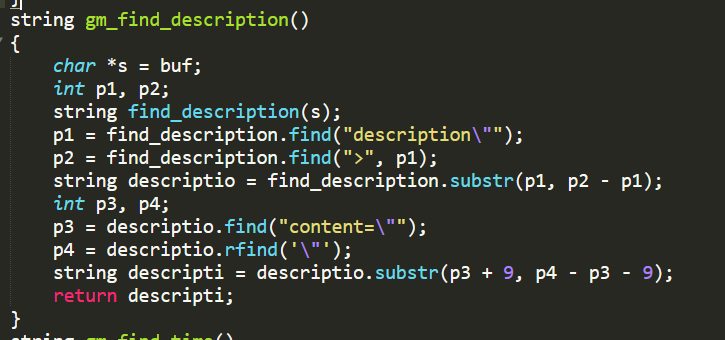 string gm_find_description()
{
    char *s = buf;
    int p1, p2;
    string find_description(s);
    p1 = find_description.find("description\"");
    p2 = find_description.find(">", p1);
    string descriptio = find_description.substr(p1, p2 - p1);
    int p3, p4;
    p3 = descriptio.find("content=\"");
    p4 = descriptio.rfind('\"');
    string descripti = descriptio.substr(p3 + 9, p4 - p3 - 9);
    return descripti;
}
string gm_find_time()